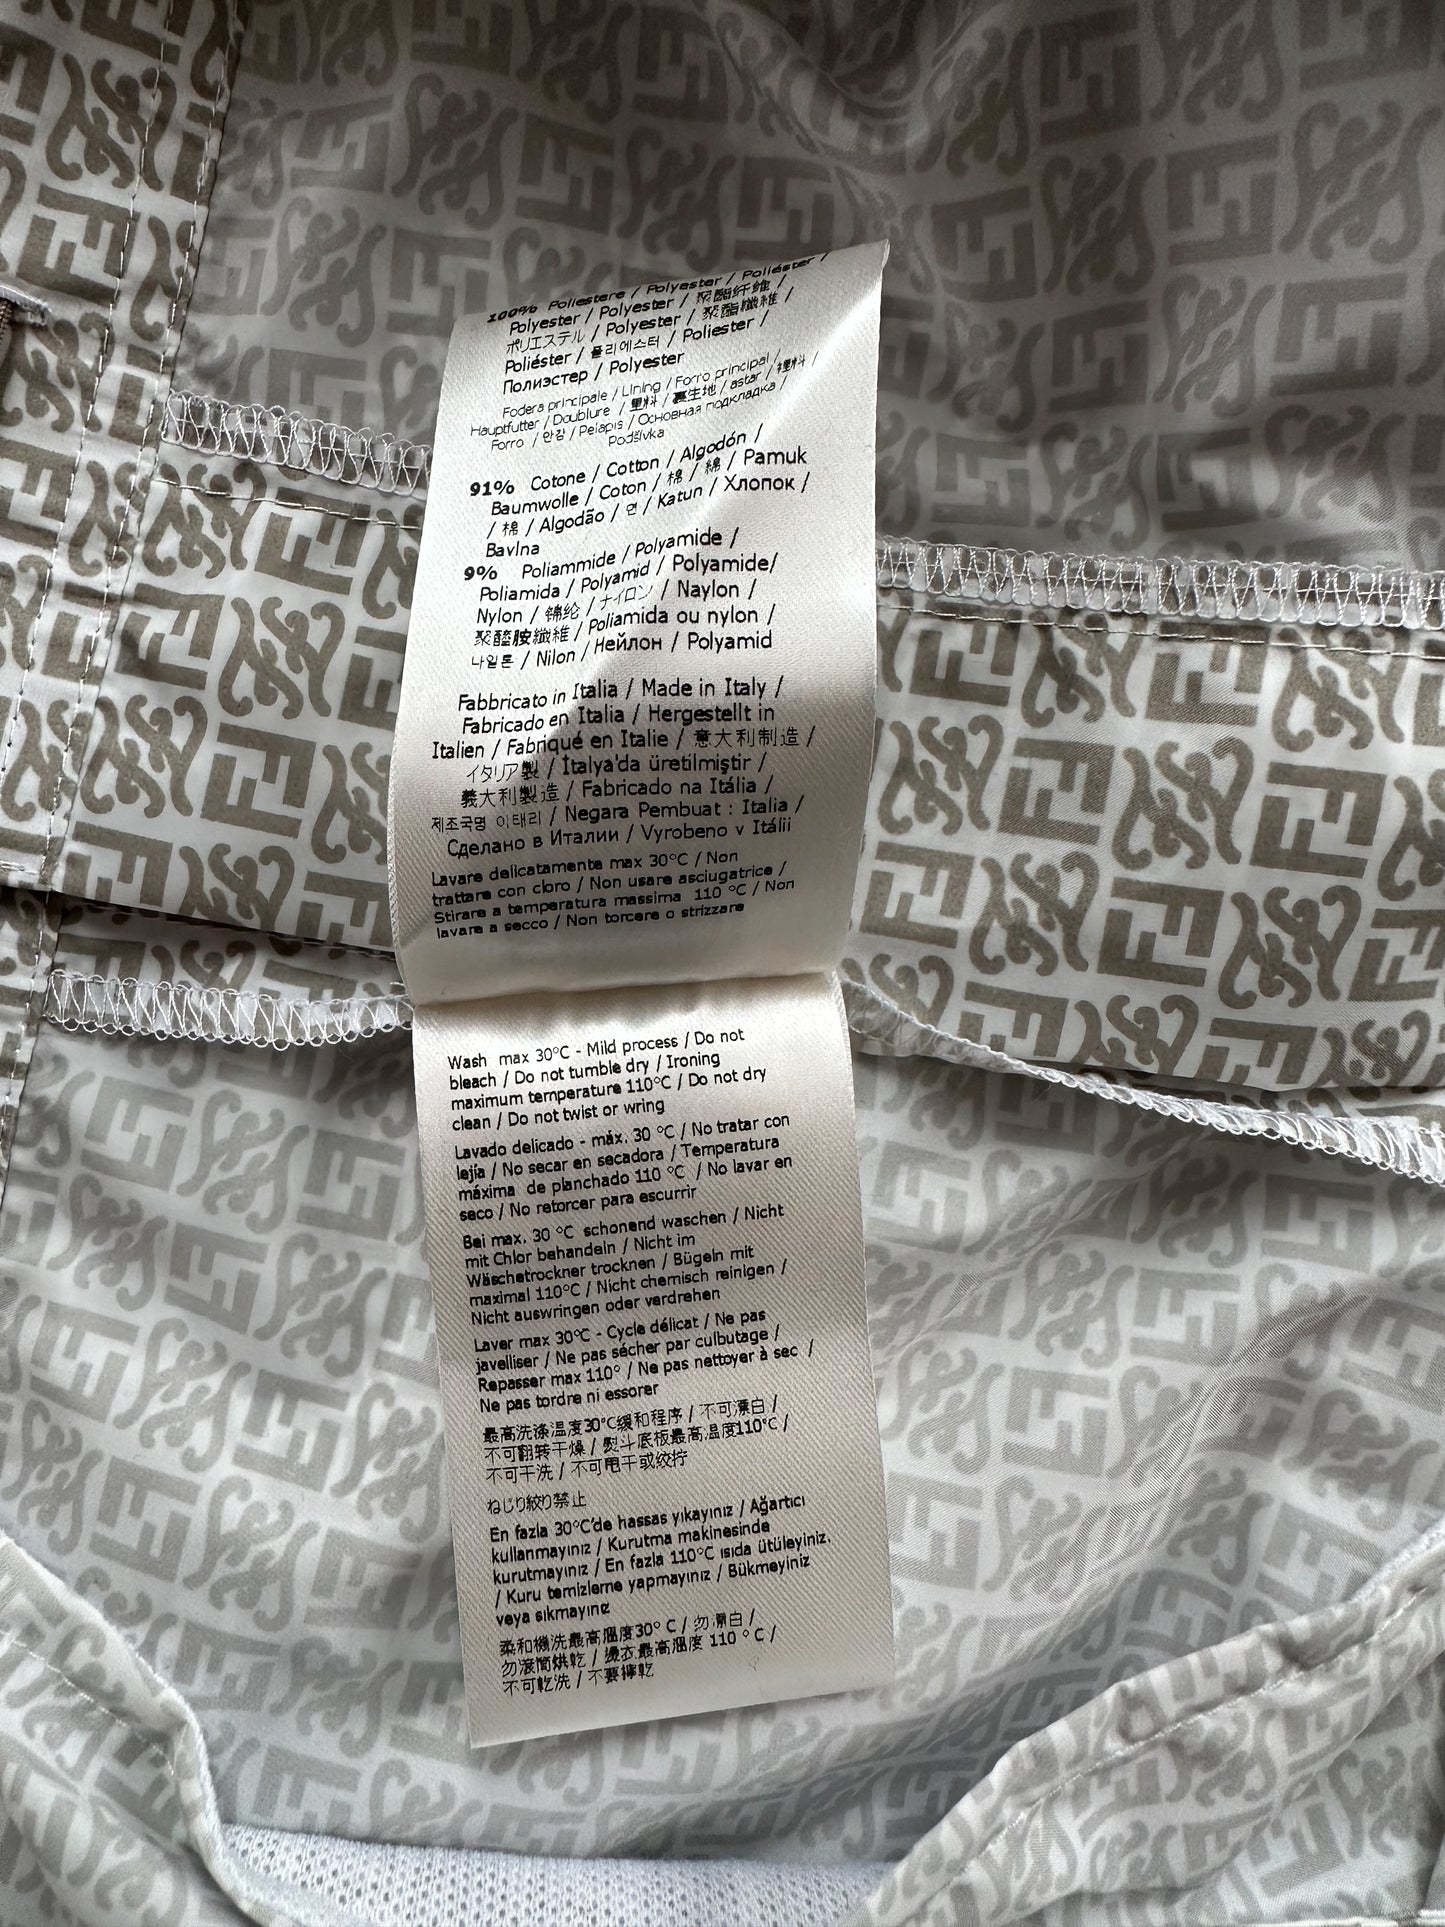 100% Poliestere / Polyester / Poliéster /
Polyester / Polyester / 聚酯纤维 /
ポリエステル / Polyester / 聚酯纖維 /
Poliéster / 폴리에스터 / Poliester /
Полиэстер / Polyester
Fodera principale / Lining / Forro principal /
Hauptfutter / Doublure / 里料 / 裏生地 / astar / 裡料 /
Forro / 안감 / Pelapis / Основная подкладка /
Podšívka
91% Cotone / Cotton / Algodón /
Baumwolle / Coton / 棉 / 綿 / Pamuk
/ 棉 / Algodão / 면 / Katun / Хлопок /
Bavlna
9% Poliammide / Polyamide /
Poliamida / Polyamid / Polyamide/
Nylon / 锦纶 / ナイロン / Naylon /
聚醯胺纖維 / Poliamida ou nylon /
나일론 / Nilon / Нейлон / Polyamid
Fabbricato in Italia / Made in Italy /
Fabricado en Italia / Hergestellt in
Italien / Fabriqué en Italie / 意大利制造 /
イタリア製 / İtalya'da üretilmiştir /
義大利製造 / Fabricado na Itália /
제조국명 이태리 / Negara Pembuat : Italia /
Сделано в Италии / Vyrobeno v Itálii
Lavare delicatamente max 30°C / Non
trattare con cloro / Non usare asciugatrice /
Stirare a temperatura massima 110 °C / Non
lavare a secco / Non torcere o strizzare
Wash max 30°C - Mild process / Do not
bleach / Do not tumble dry / Ironing
maximum temperature 110°C / Do not dry
clean / Do not twist or wring
Lavado delicado - máx. 30 °C / No tratar con
lejía / No secar en secadora / Temperatura
máxima de planchado 110 °C / No lavar en
seco / No retorcer para escurrir
Bei max. 30 °C schonend waschen / Nicht
mit Chlor behandeln / Nicht im
Wäschetrockner trocknen / Bügeln mit
maximal 110°C / Nicht chemisch reinigen /
Nicht auswringen oder verdrehen
Laver max 30°C - Cycle délicat / Ne pas
javelliser / Ne pas sécher par culbutage /
Repasser max 110° / Ne pas nettoyer à sec /
Ne pas tordre ni essorer
最高洗涤温度30°C缓和程序 / 不可漂白 /
不可翻转干燥 / 熨斗底板最高温度110°C /
不可干洗 / 不可甩干或绞拧
ねじり絞り禁止
En fazla 30°C'de hassas yıkayınız / Ağartıcı
kullanmayınız / Kurutma makinesinde
kurutmayınız / En fazla 110°C ısıda ütüleyiniz.
/ Kuru temizleme yapmayınız / Bükmeyiniz
veya sıkmayınız
柔和機洗最高溫度30° C / 勿漂白 /
勿滾筒烘乾 / 燙衣最高溫度 110 ° C /
不可乾洗 / 不要擰乾